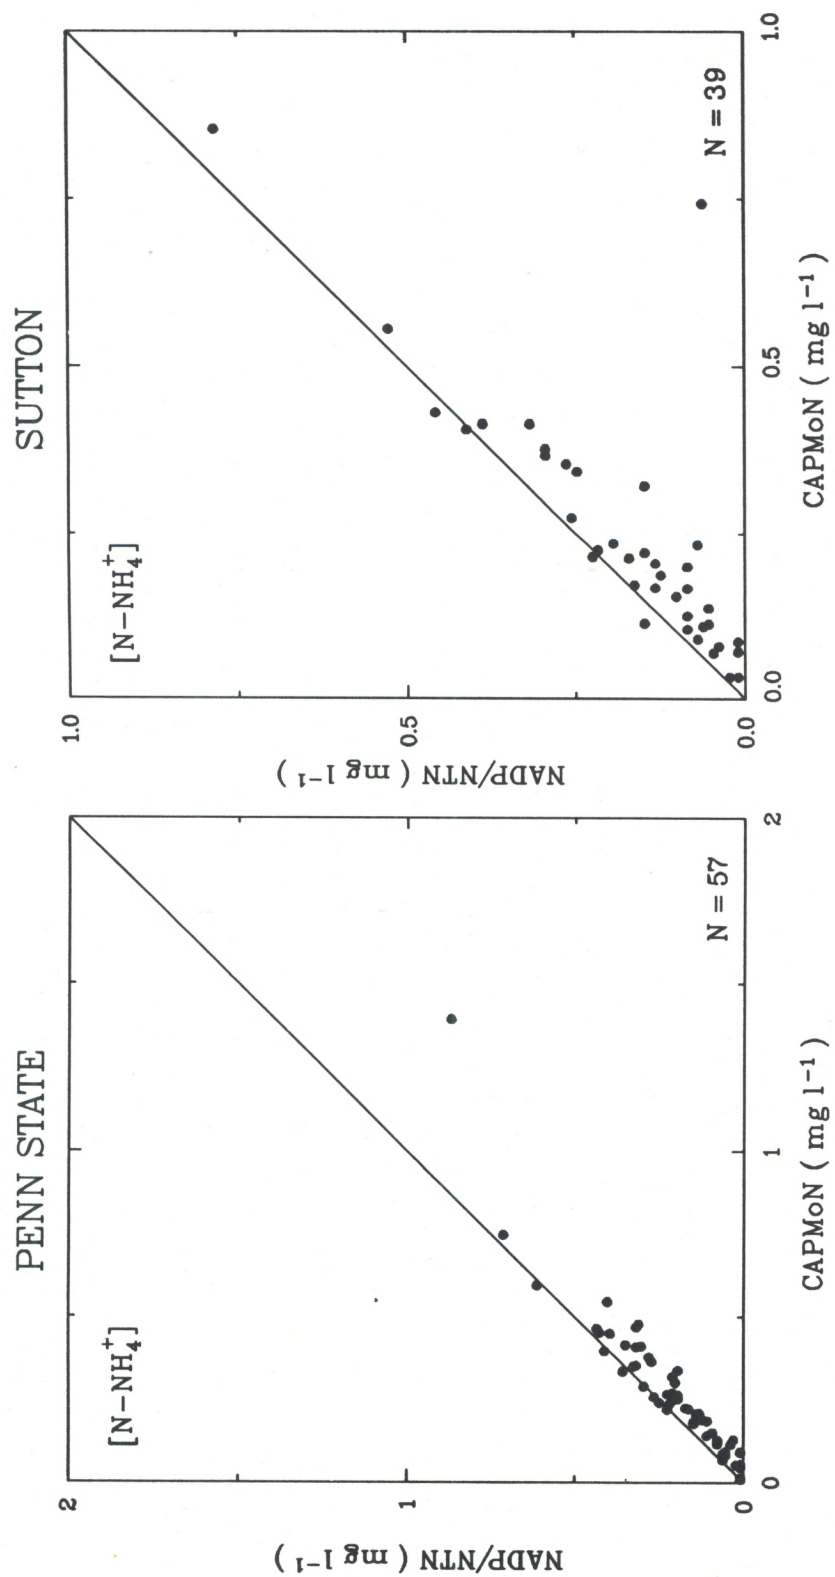 PENN STATE
[N-NH₄⁺]
2
1
0
NADP/NTN ( mg l⁻¹ )
N = 57
0
1
2
CAPMoN ( mg l⁻¹ )
SUTTON
[N-NH₄⁺]
1.0
0.5
0.0
NADP/NTN ( mg l⁻¹ )
N = 39
0.0
0.5
1.0
CAPMoN ( mg l⁻¹ )